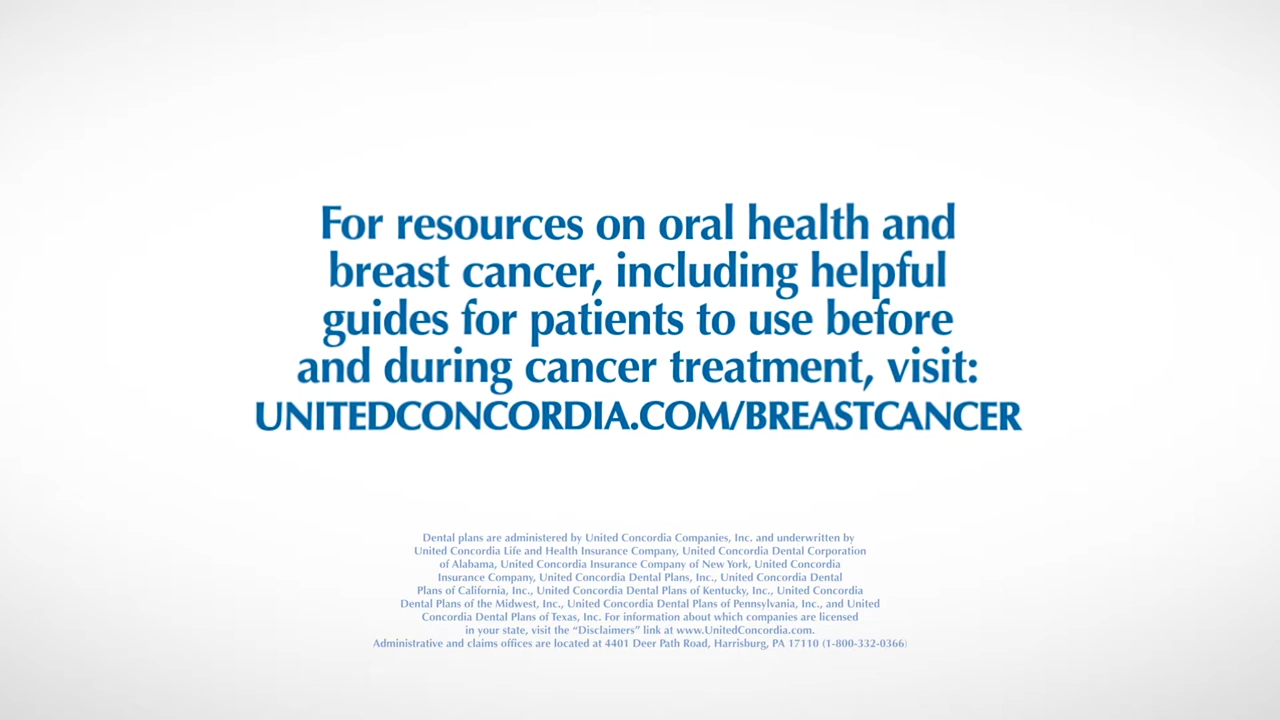 For resources on oral health and
breast cancer, including helpful
guides for patients to use before
and during cancer treatment, visit:
UNITEDCONCORDIA.COM/BREASTCANCER
Dental plans are administered by United Concordia Companies, Inc. and underwritten by
United Concordia Life and Health Insurance Company, United Concordia Dental Corporation
of Alabama, United Concordia Insurance Company of New York, United Concordia
Insurance Company, United Concordia Dental Plans, Inc., United Concordia Dental
Plans of California, Inc., United Concordia Dental Plans of Kentucky, Inc., United Concordia
Dental Plans of the Midwest, Inc., United Concordia Dental Plans of Pennsylvania, Inc., and United
Concordia Dental Plans of Texas, Inc. For information about which companies are licensed
in your state, visit the “Disclaimers” link at www.UnitedConcordia.com.
Administrative and claims offices are located at 4401 Deer Path Road, Harrisburg, PA 17110 (1-800-332-0366)